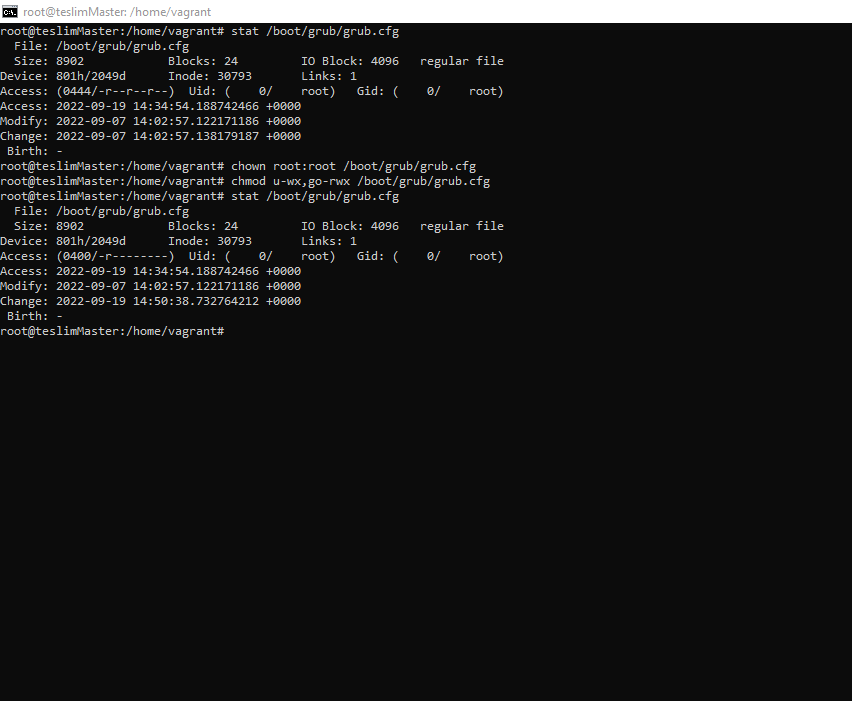 root@teslimMaster: /home/vagrant
root@teslimMaster:/home/vagrant# stat /boot/grub/grub.cfg
  File: /boot/grub/grub.cfg
  Size: 8902            Blocks: 24         IO Block: 4096   regular file
Device: 801h/2049d      Inode: 30793       Links: 1
Access: (0444/-r--r--r--)  Uid: (    0/    root)   Gid: (    0/    root)
Access: 2022-09-19 14:34:54.188742466 +0000
Modify: 2022-09-07 14:02:57.122171186 +0000
Change: 2022-09-07 14:02:57.138179187 +0000
 Birth: -
root@teslimMaster:/home/vagrant# chown root:root /boot/grub/grub.cfg
root@teslimMaster:/home/vagrant# chmod u-wx,go-rwx /boot/grub/grub.cfg
root@teslimMaster:/home/vagrant# stat /boot/grub/grub.cfg
  File: /boot/grub/grub.cfg
  Size: 8902            Blocks: 24         IO Block: 4096   regular file
Device: 801h/2049d      Inode: 30793       Links: 1
Access: (0400/-r--------)  Uid: (    0/    root)   Gid: (    0/    root)
Access: 2022-09-19 14:34:54.188742466 +0000
Modify: 2022-09-07 14:02:57.122171186 +0000
Change: 2022-09-19 14:50:38.732764212 +0000
 Birth: -
root@teslimMaster:/home/vagrant#